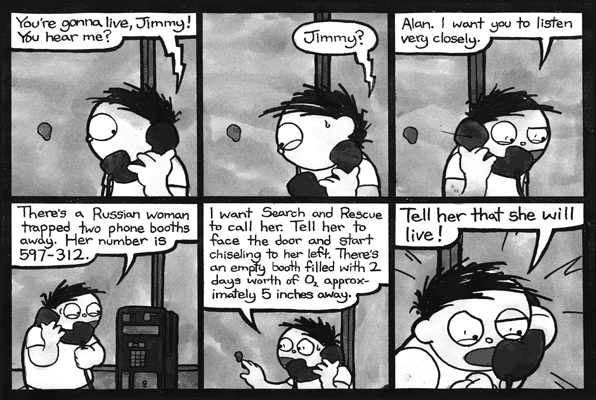 You're gonna live, Jimmy!
You hear me?
Jimmy?
Alan. I want you to listen
very closely.
There's a Russian woman
trapped two phone booths
away. Her number is
597-312.
I want Search and Rescue
to call her. Tell her to
face the door and start
chiseling to her left. There's
an empty booth filled with 2
days worth of O₂ approx-
imately 5 inches away.
Tell her that she will
live!